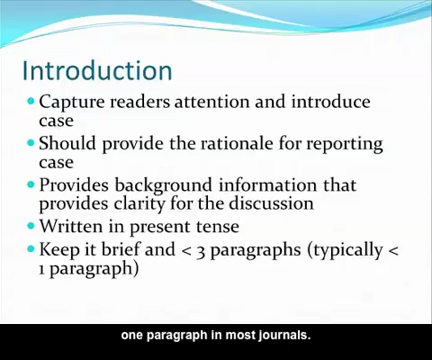 Introduction
Capture readers attention and introduce
case
Should provide the rationale for reporting
case
Provides background information that
provides clarity for the discussion
Written in present tense
Keep it brief and < 3 paragraphs (typically <
1 paragraph)
one paragraph in most journals.